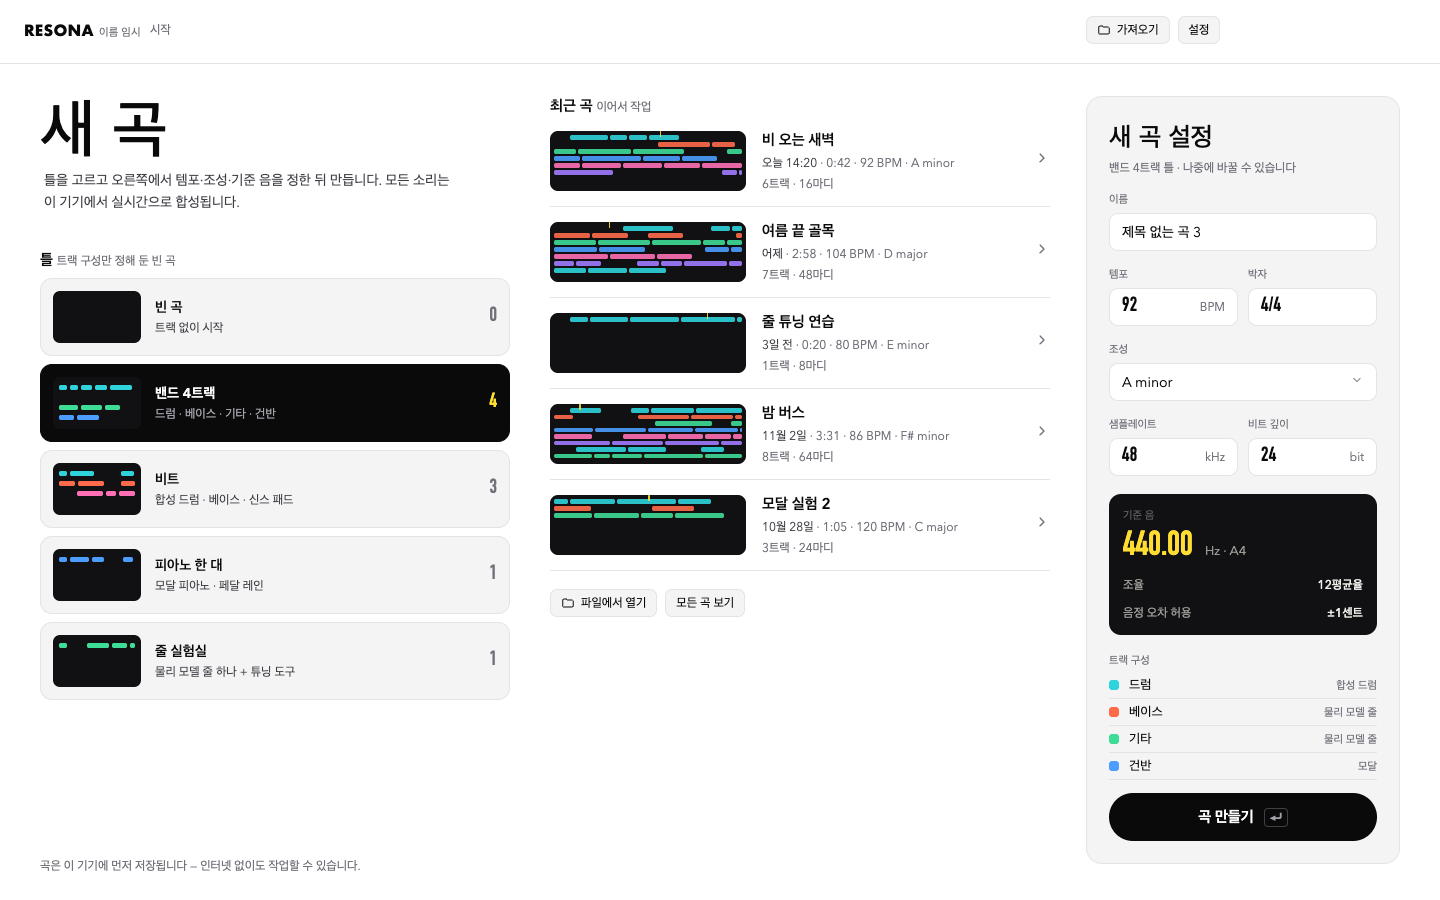 RESONA 이름 임시 시작
가져오기 설정
새 곡
틀을 고르고 오른쪽에서 템포·조성·기준 음을 정한 뒤 만듭니다. 모든 소리는
이 기기에서 실시간으로 합성됩니다.
틀 트랙 구성만 정해 둔 빈 곡
빈 곡
트랙 없이 시작
0
밴드 4트랙
드럼 · 베이스 · 기타 · 건반
4
비트
합성 드럼 · 베이스 · 신스 패드
3
피아노 한 대
모달 피아노 · 페달 레인
1
줄 실험실
물리 모델 줄 하나 + 튜닝 도구
1
곡은 이 기기에 먼저 저장됩니다 – 인터넷 없이도 작업할 수 있습니다.
최근 곡 이어서 작업
비 오는 새벽
오늘 14:20 · 0:42 · 92 BPM · A minor
6트랙 · 16마디
여름 끝 골목
어제 · 2:58 · 104 BPM · D major
7트랙 · 48마디
줄 튜닝 연습
3일 전 · 0:20 · 80 BPM · E minor
1트랙 · 8마디
밤 버스
11월 2일 · 3:31 · 86 BPM · F# minor
8트랙 · 64마디
모달 실험 2
10월 28일 · 1:05 · 120 BPM · C major
3트랙 · 24마디
파일에서 열기 모든 곡 보기
새 곡 설정
밴드 4트랙 틀 · 나중에 바꿀 수 있습니다
이름
제목 없는 곡 3
템포 박자
92 BPM 4/4
조성
A minor
샘플레이트 비트 깊이
48 kHz 24 bit
기준 음
440.00 Hz · A4
조율 12평균율
음정 오차 허용 ±1센트
트랙 구성
드럼 합성 드럼
베이스 물리 모델 줄
기타 물리 모델 줄
건반 모달
곡 만들기